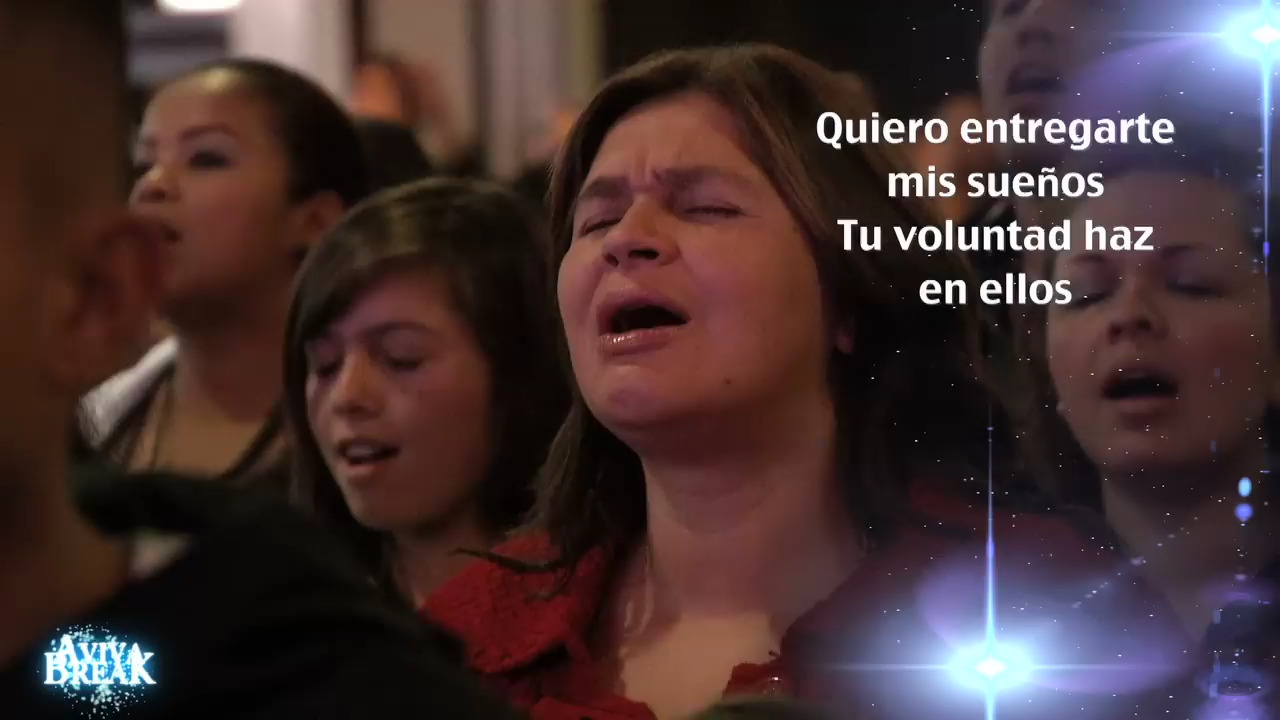 Quiero entregarte
mis sueños
Tu voluntad haz
en ellos
AVIVA
BREAK